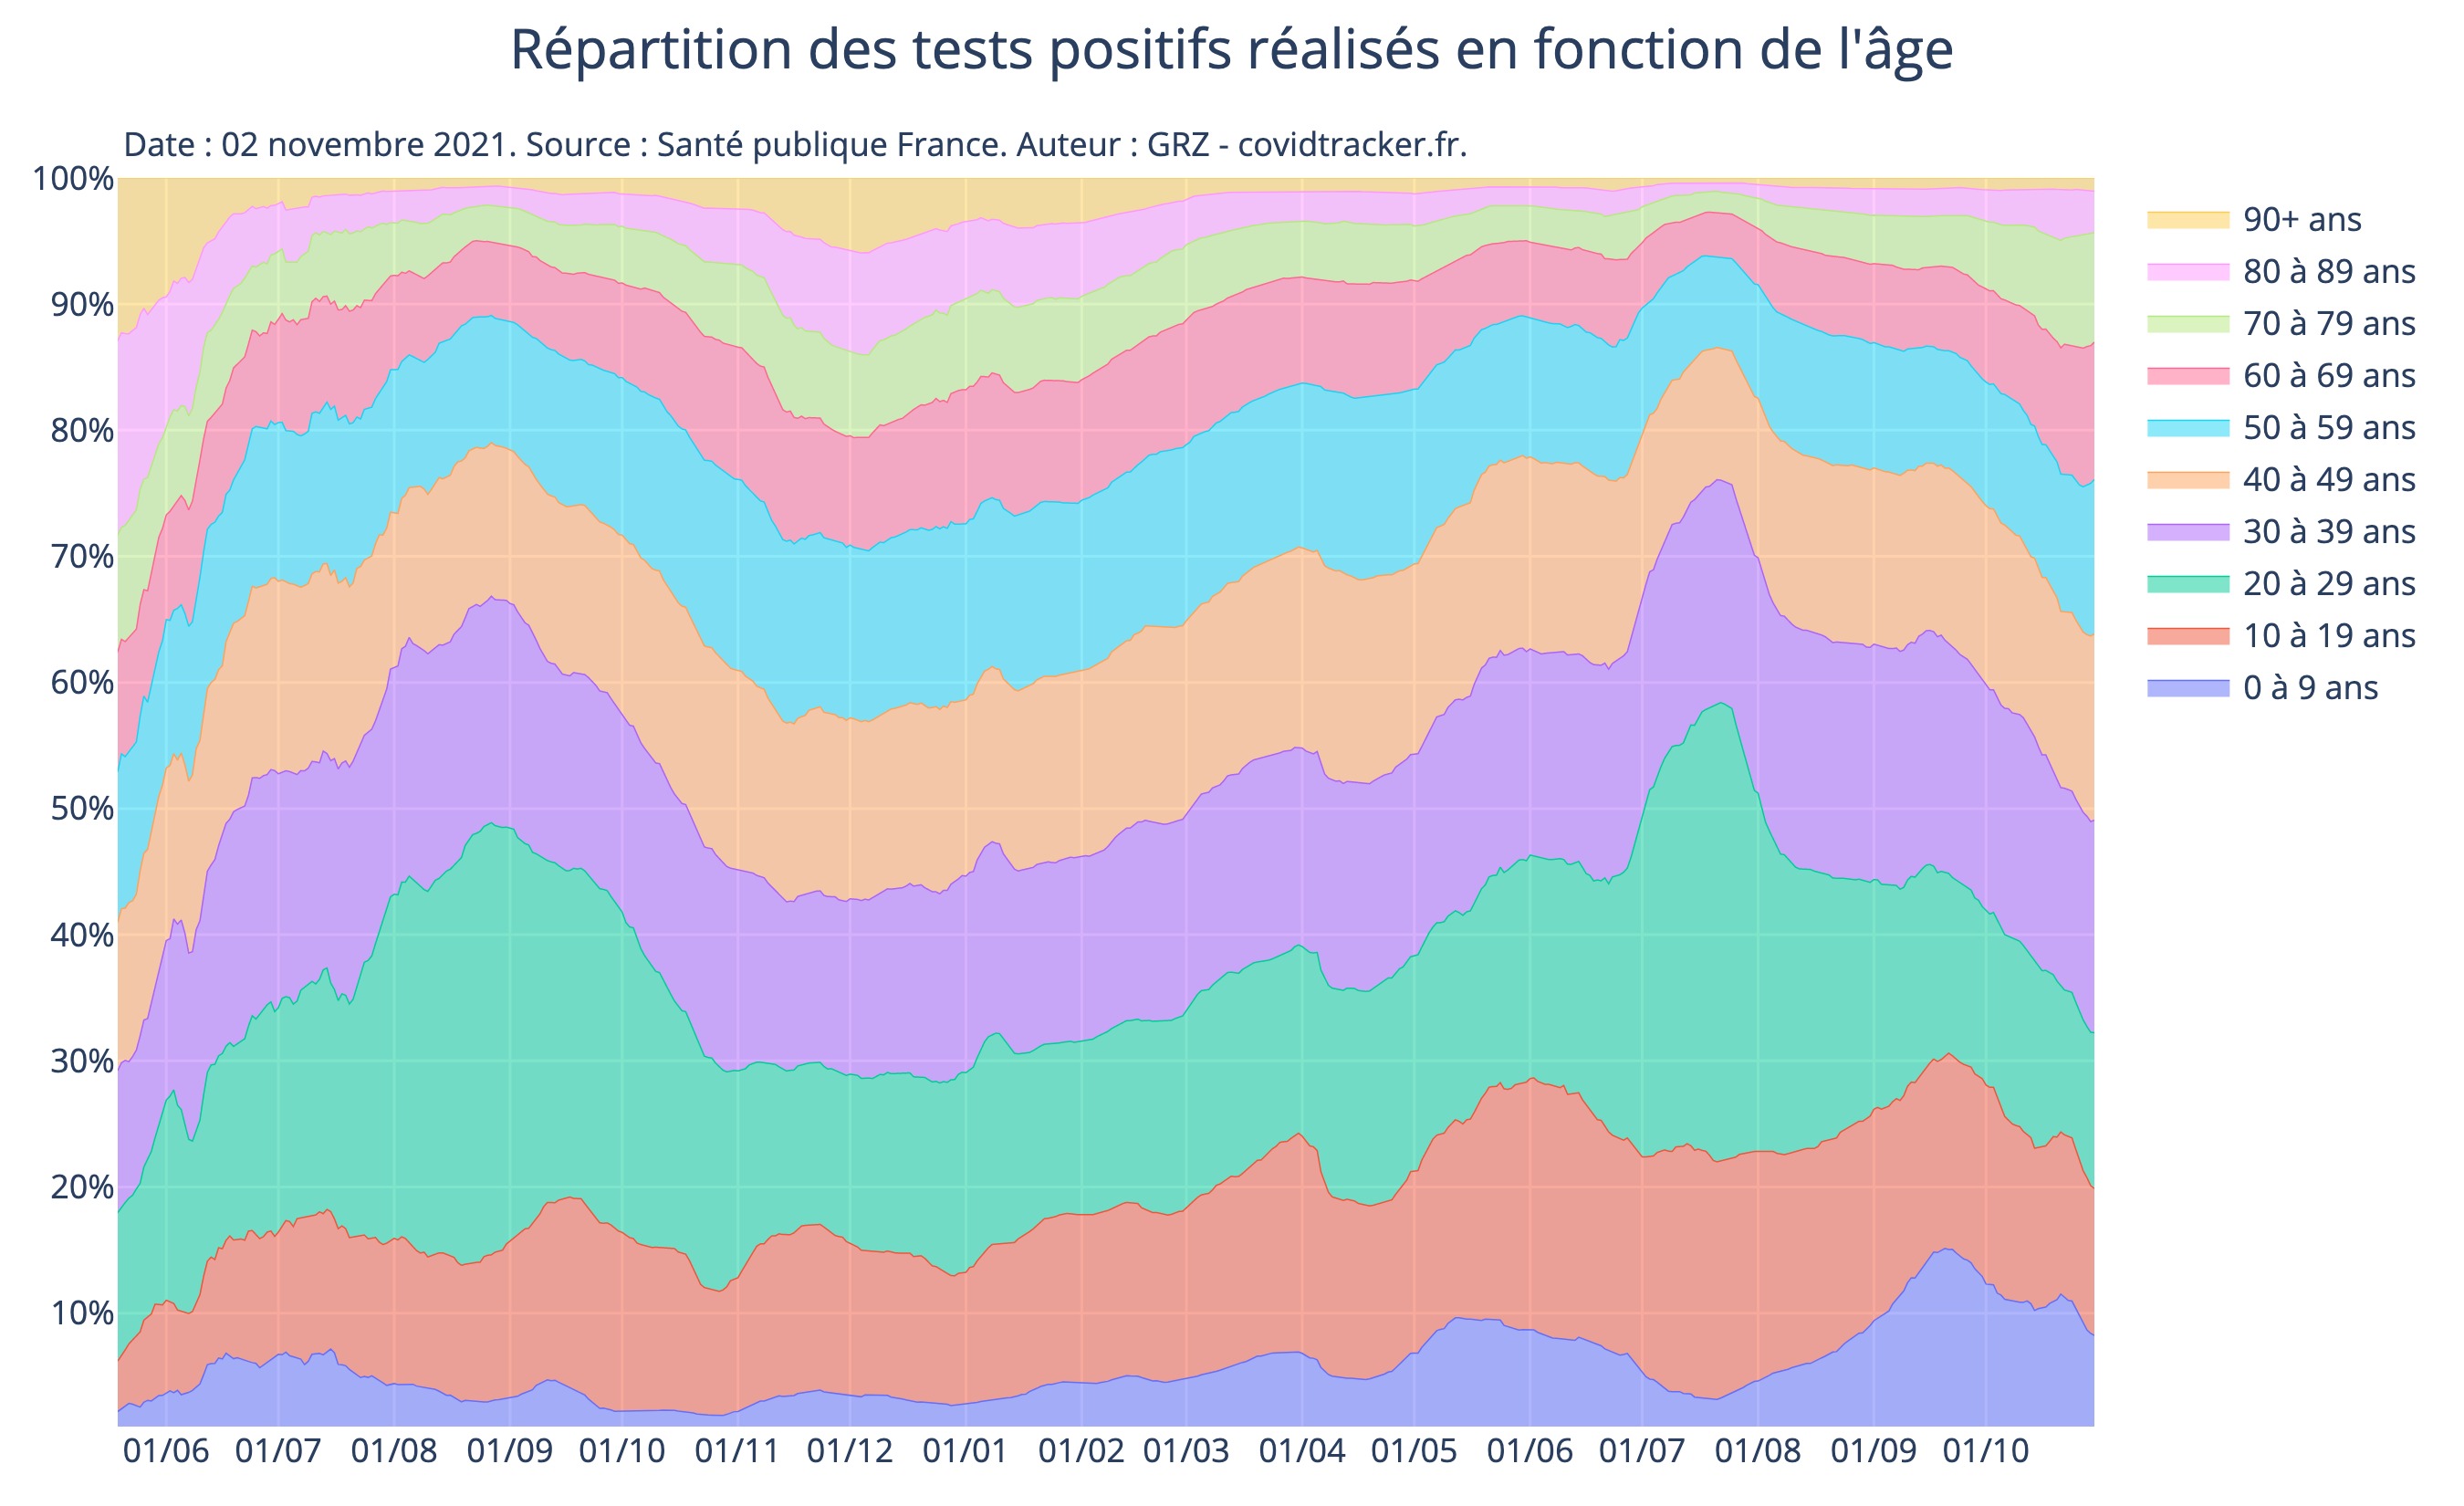 Répartition des tests positifs réalisés en fonction de l'âge
Date : 02 novembre 2021. Source : Santé publique France. Auteur : GRZ - covidtracker.fr.
100%
90%
80%
70%
60%
50%
40%
30%
20%
10%
01/06 01/07 01/08 01/09 01/10 01/11 01/12 01/01 01/02 01/03 01/04 01/05 01/06 01/07 01/08 01/09 01/10
90+ ans
80 à 89 ans
70 à 79 ans
60 à 69 ans
50 à 59 ans
40 à 49 ans
30 à 39 ans
20 à 29 ans
10 à 19 ans
0 à 9 ans